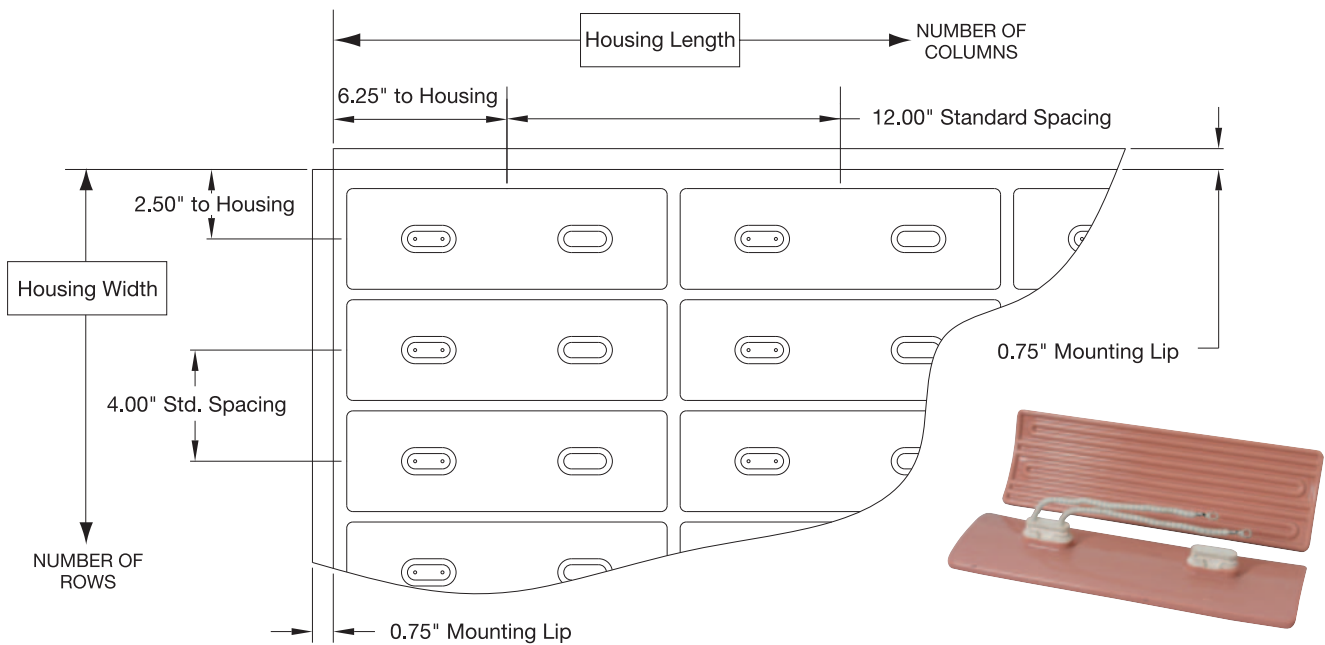 Housing Length
NUMBER OF
COLUMNS
6.25" to Housing
12.00" Standard Spacing
2.50" to Housing
Housing Width
0.75" Mounting Lip
4.00" Std. Spacing
NUMBER OF
ROWS
0.75" Mounting Lip